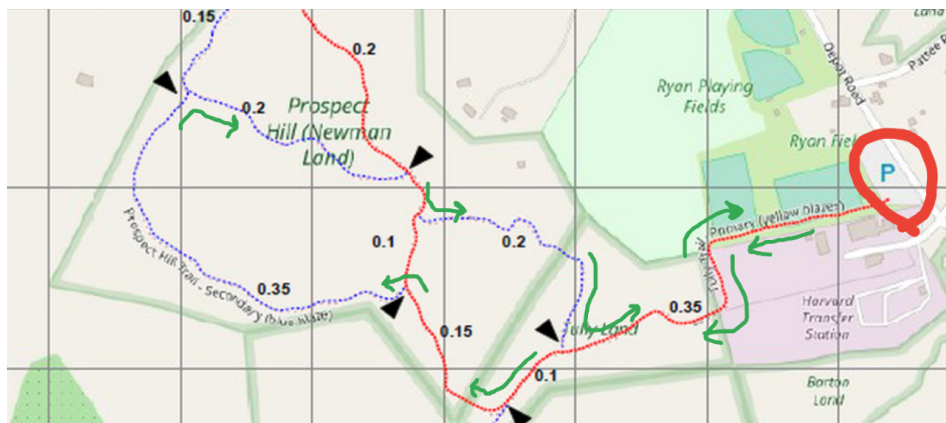 0.15
0.2
Depot Road
Ryan Playing
Fields
0.2
Prospect
Hill (Newman
Land)
P
Primary (yellow blazes)
0.1
0.2
Prospect Hill Trail - Secondary (blue blaze)
0.35
0.35
Harvard
Transfer
Station
0.15
0.1
Barton
Land